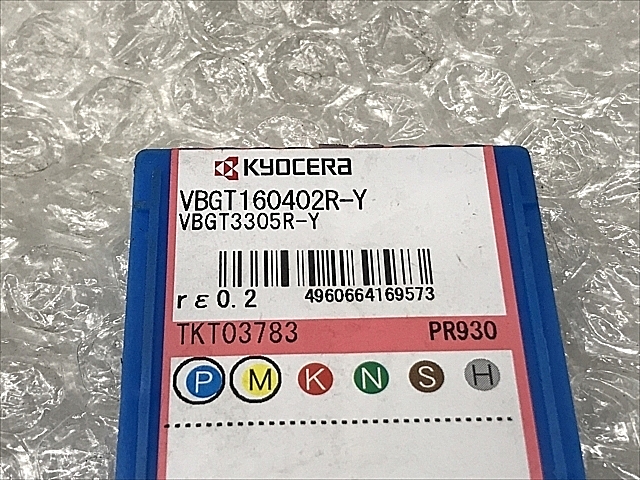 KYOCERA
VBGT160402R-Y
VBGT3305R-Y
rε0.2
4960664169573
TKT03783 PR930
P M K N S H